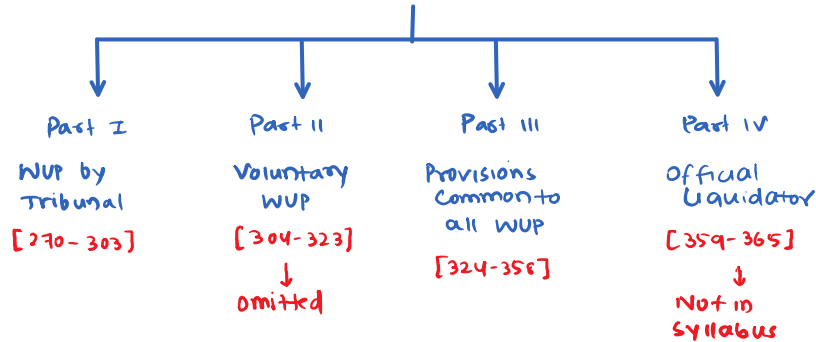 Part I
WUP by
Tribunal
[270-303]
Part II
Voluntary
WUP
[304-323]
omitted
Part III
Provisions
Common to
all WUP
[324-358]
Part IV
Official
Liquidator
[359-365]
Not in
Syllabus